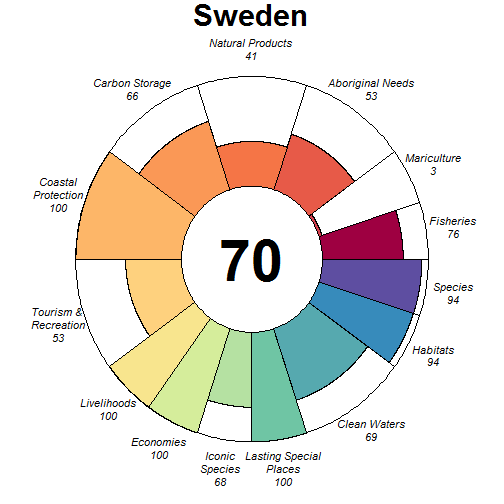 Sweden
Natural Products
41
Carbon Storage
66
Aboriginal Needs
53
Mariculture
3
Coastal
Protection
100
Fisheries
76
70
Species
94
Tourism &
Recreation
53
Habitats
94
Livelihoods
100
Clean Waters
69
Economies
100
Iconic
Species
68
Lasting Special
Places
100